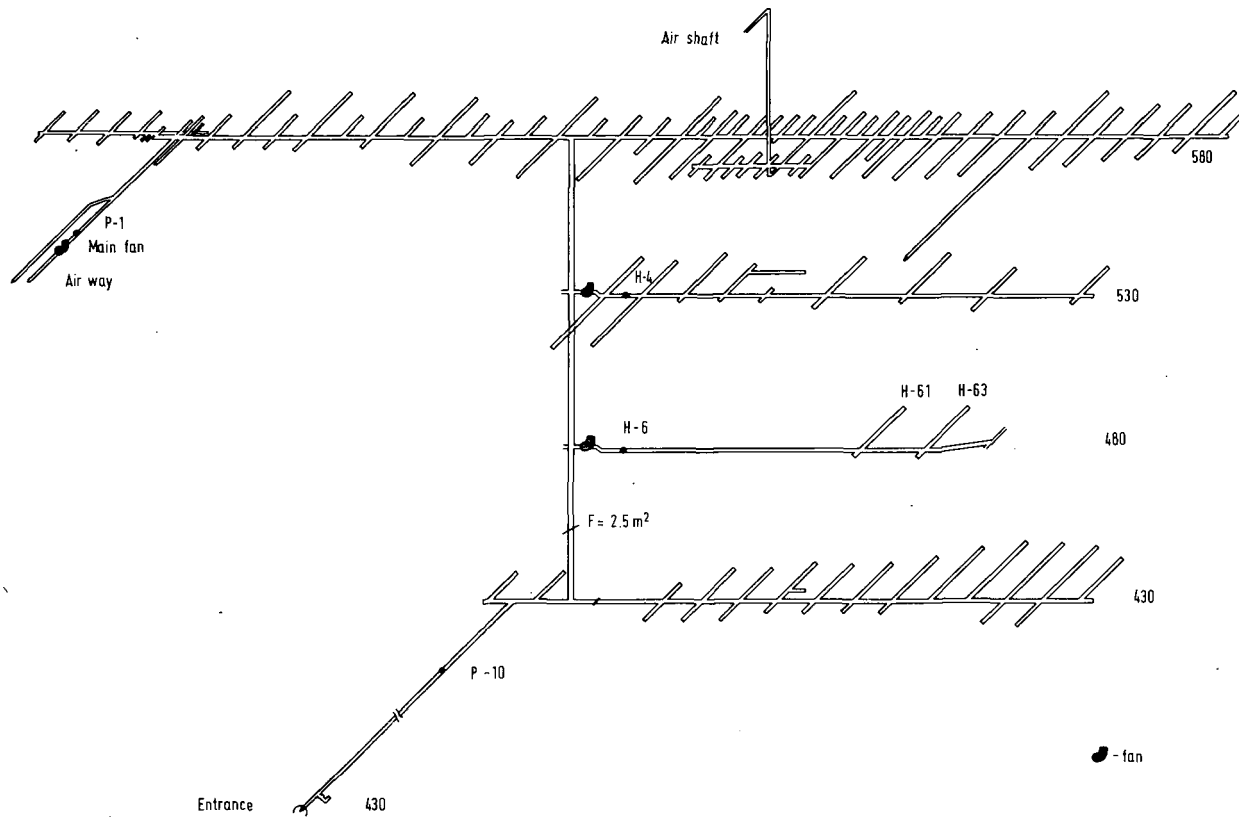 Air shaft
580
P-1
Main fan
Air way
H-4
530
H-61 H-63
H-6
480
F = 2.5 m²
430
P -10
- fan
Entrance 430